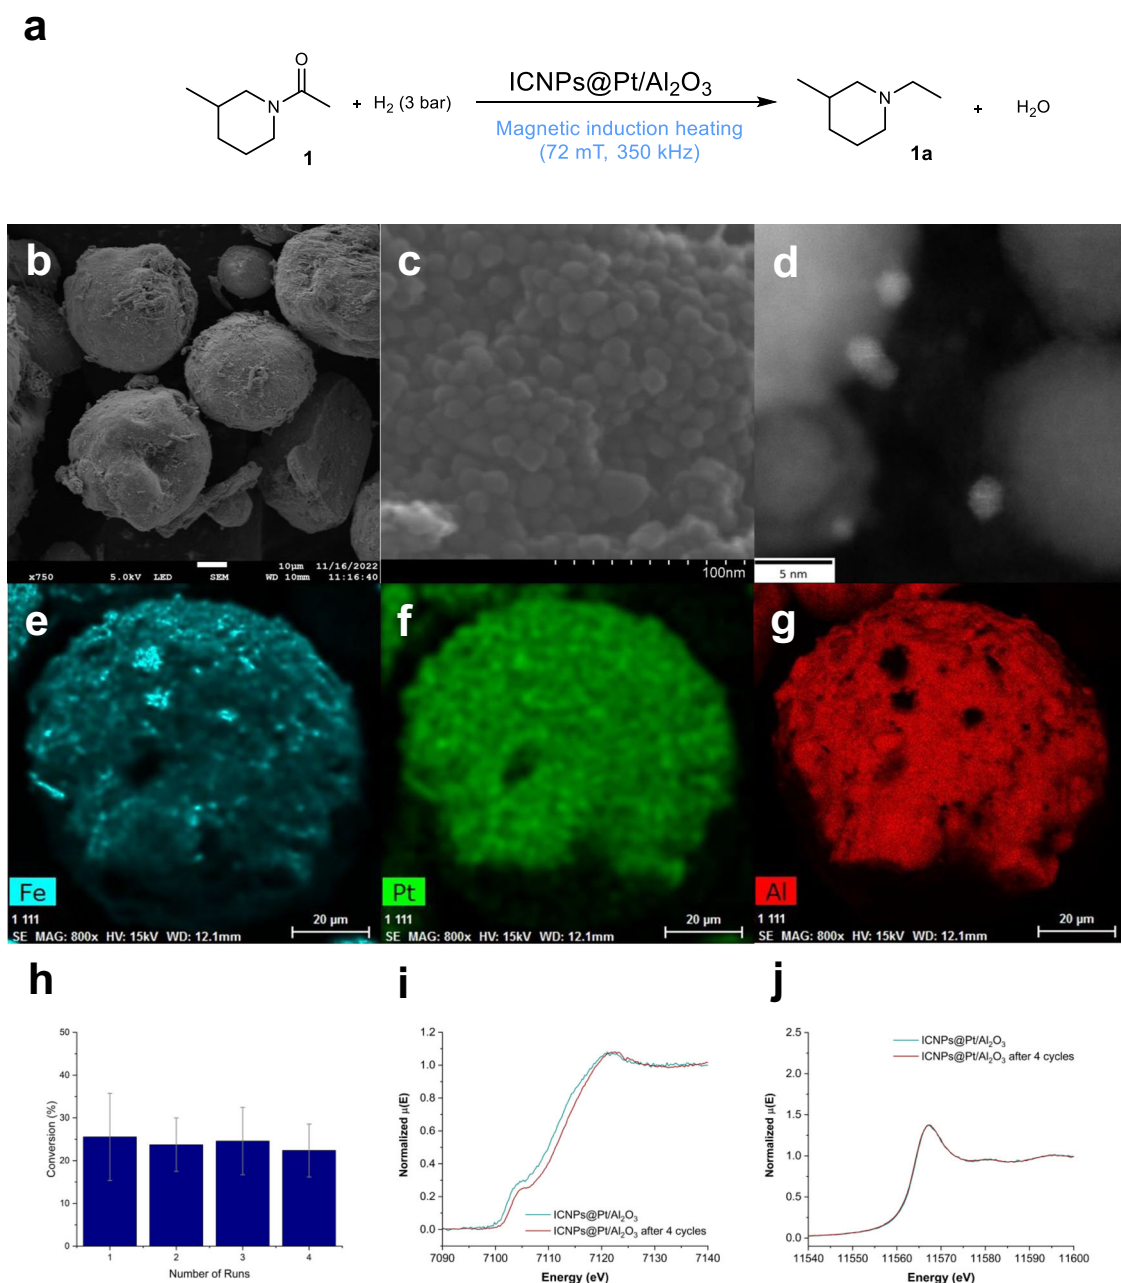 a
O
N
1
+ H2 (3 bar)
ICNPs@Pt/Al2O3
Magnetic induction heating
(72 mT, 350 kHz)
N
1a
+
H2O
b
10μm 11/16/2022
x750 5.0kV LED SEM WD 10mm 11:16:40
c
100nm
d
5 nm
e
Fe
1 111
20 μm
SE MAG: 800x HV: 15kV WD: 12.1mm
f
Pt
1 111
20 μm
SE MAG: 800x HV: 15kV WD: 12.1mm
g
Al
1 111
20 μm
SE MAG: 800x HV: 15kV WD: 12.1mm
h
Conversion (%)
50
40
30
20
10
0
1 2 3 4
Number of Runs
i
Normalized μ(E)
1.2
1.0
0.8
0.6
0.4
0.2
0.0
ICNPs@Pt/Al2O3
ICNPs@Pt/Al2O3 after 4 cycles
7090 7100 7110 7120 7130 7140
Energy (eV)
j
Normalized μ(E)
2.5
2.0
1.5
1.0
0.5
0.0
ICNPs@Pt/Al2O3
ICNPs@Pt/Al2O3 after 4 cycles
11540 11550 11560 11570 11580 11590 11600
Energy (eV)